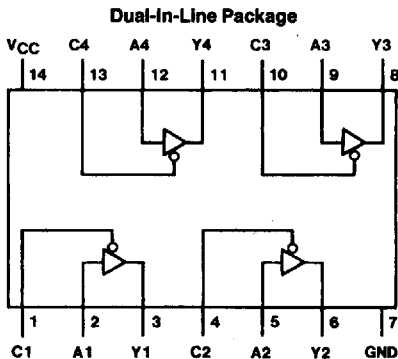 Dual-In-Line Package
VCC C4 A4 Y4 C3 A3 Y3
14 13 12 11 10 9 8
1 2 3 4 5 6 7
C1 A1 Y1 C2 A2 Y2 GND